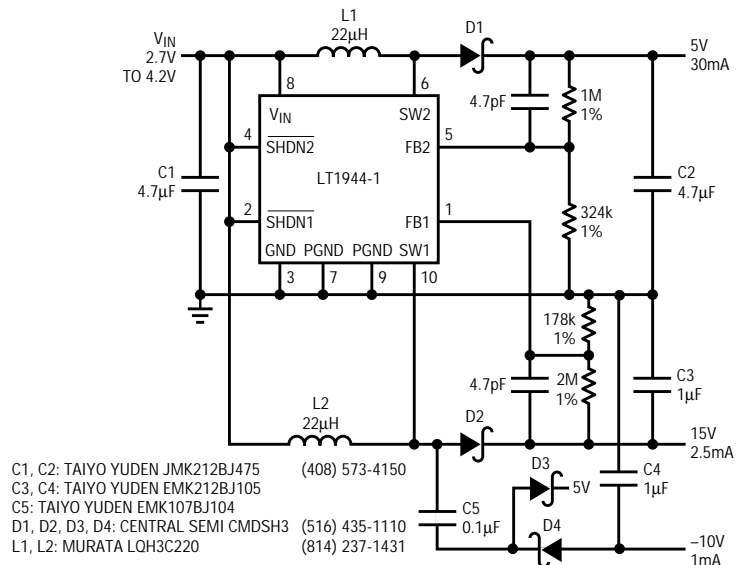 L1
22µH
D1
VIN
2.7V
TO 4.2V
5V
30mA
8
6
4.7pF
1M
1%
VIN
SW2
4
5
SHDN2
FB2
C1
4.7µF
LT1944-1
C2
4.7µF
2
1
SHDN1
FB1
324k
1%
GND PGND PGND SW1
3
7
9
10
178k
1%
4.7pF
2M
1%
C3
1µF
L2
22µH
D2
15V
2.5mA
D3
5V
C4
1µF
C5
0.1µF
D4
–10V
1mA
C1, C2: TAIYO YUDEN JMK212BJ475 (408) 573-4150
C3, C4: TAIYO YUDEN EMK212BJ105
C5: TAIYO YUDEN EMK107BJ104
D1, D2, D3, D4: CENTRAL SEMI CMDSH3 (516) 435-1110
L1, L2: MURATA LQH3C220 (814) 237-1431